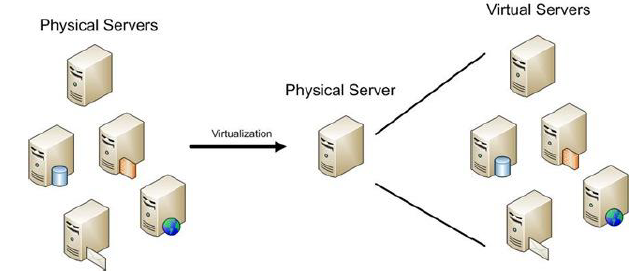 Virtual Servers
Physical Servers
Physical Server
Virtualization